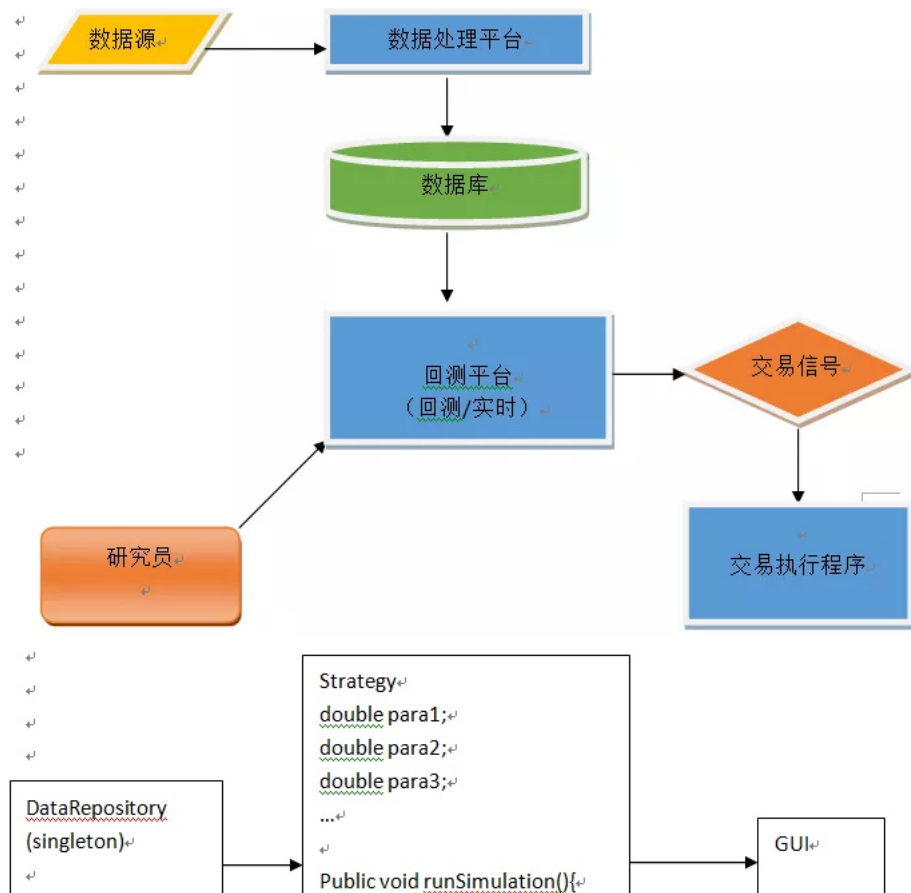 数据源
数据处理平台
数据库
回测平台
（回测/实时）
交易信号
研究员
交易执行程序
Strategy
double para1;
double para2;
double para3;
...
Public void runSimulation(){
DataRepository
(singleton)
GUI